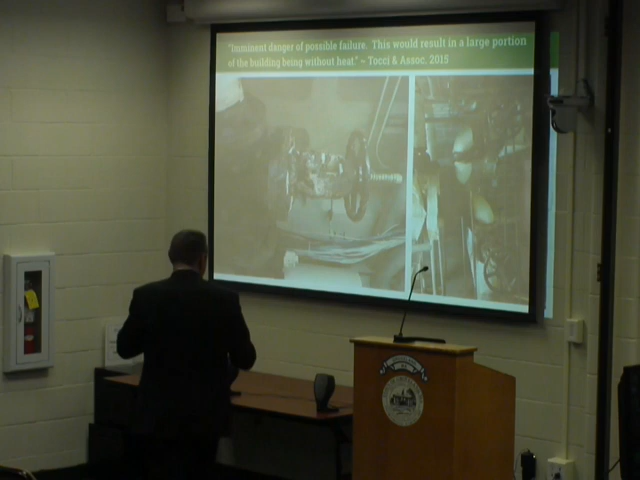 "Imminent danger of possible failure. This would result in a large portion
of the building being without heat." ~ Tocci & Assoc. 2015